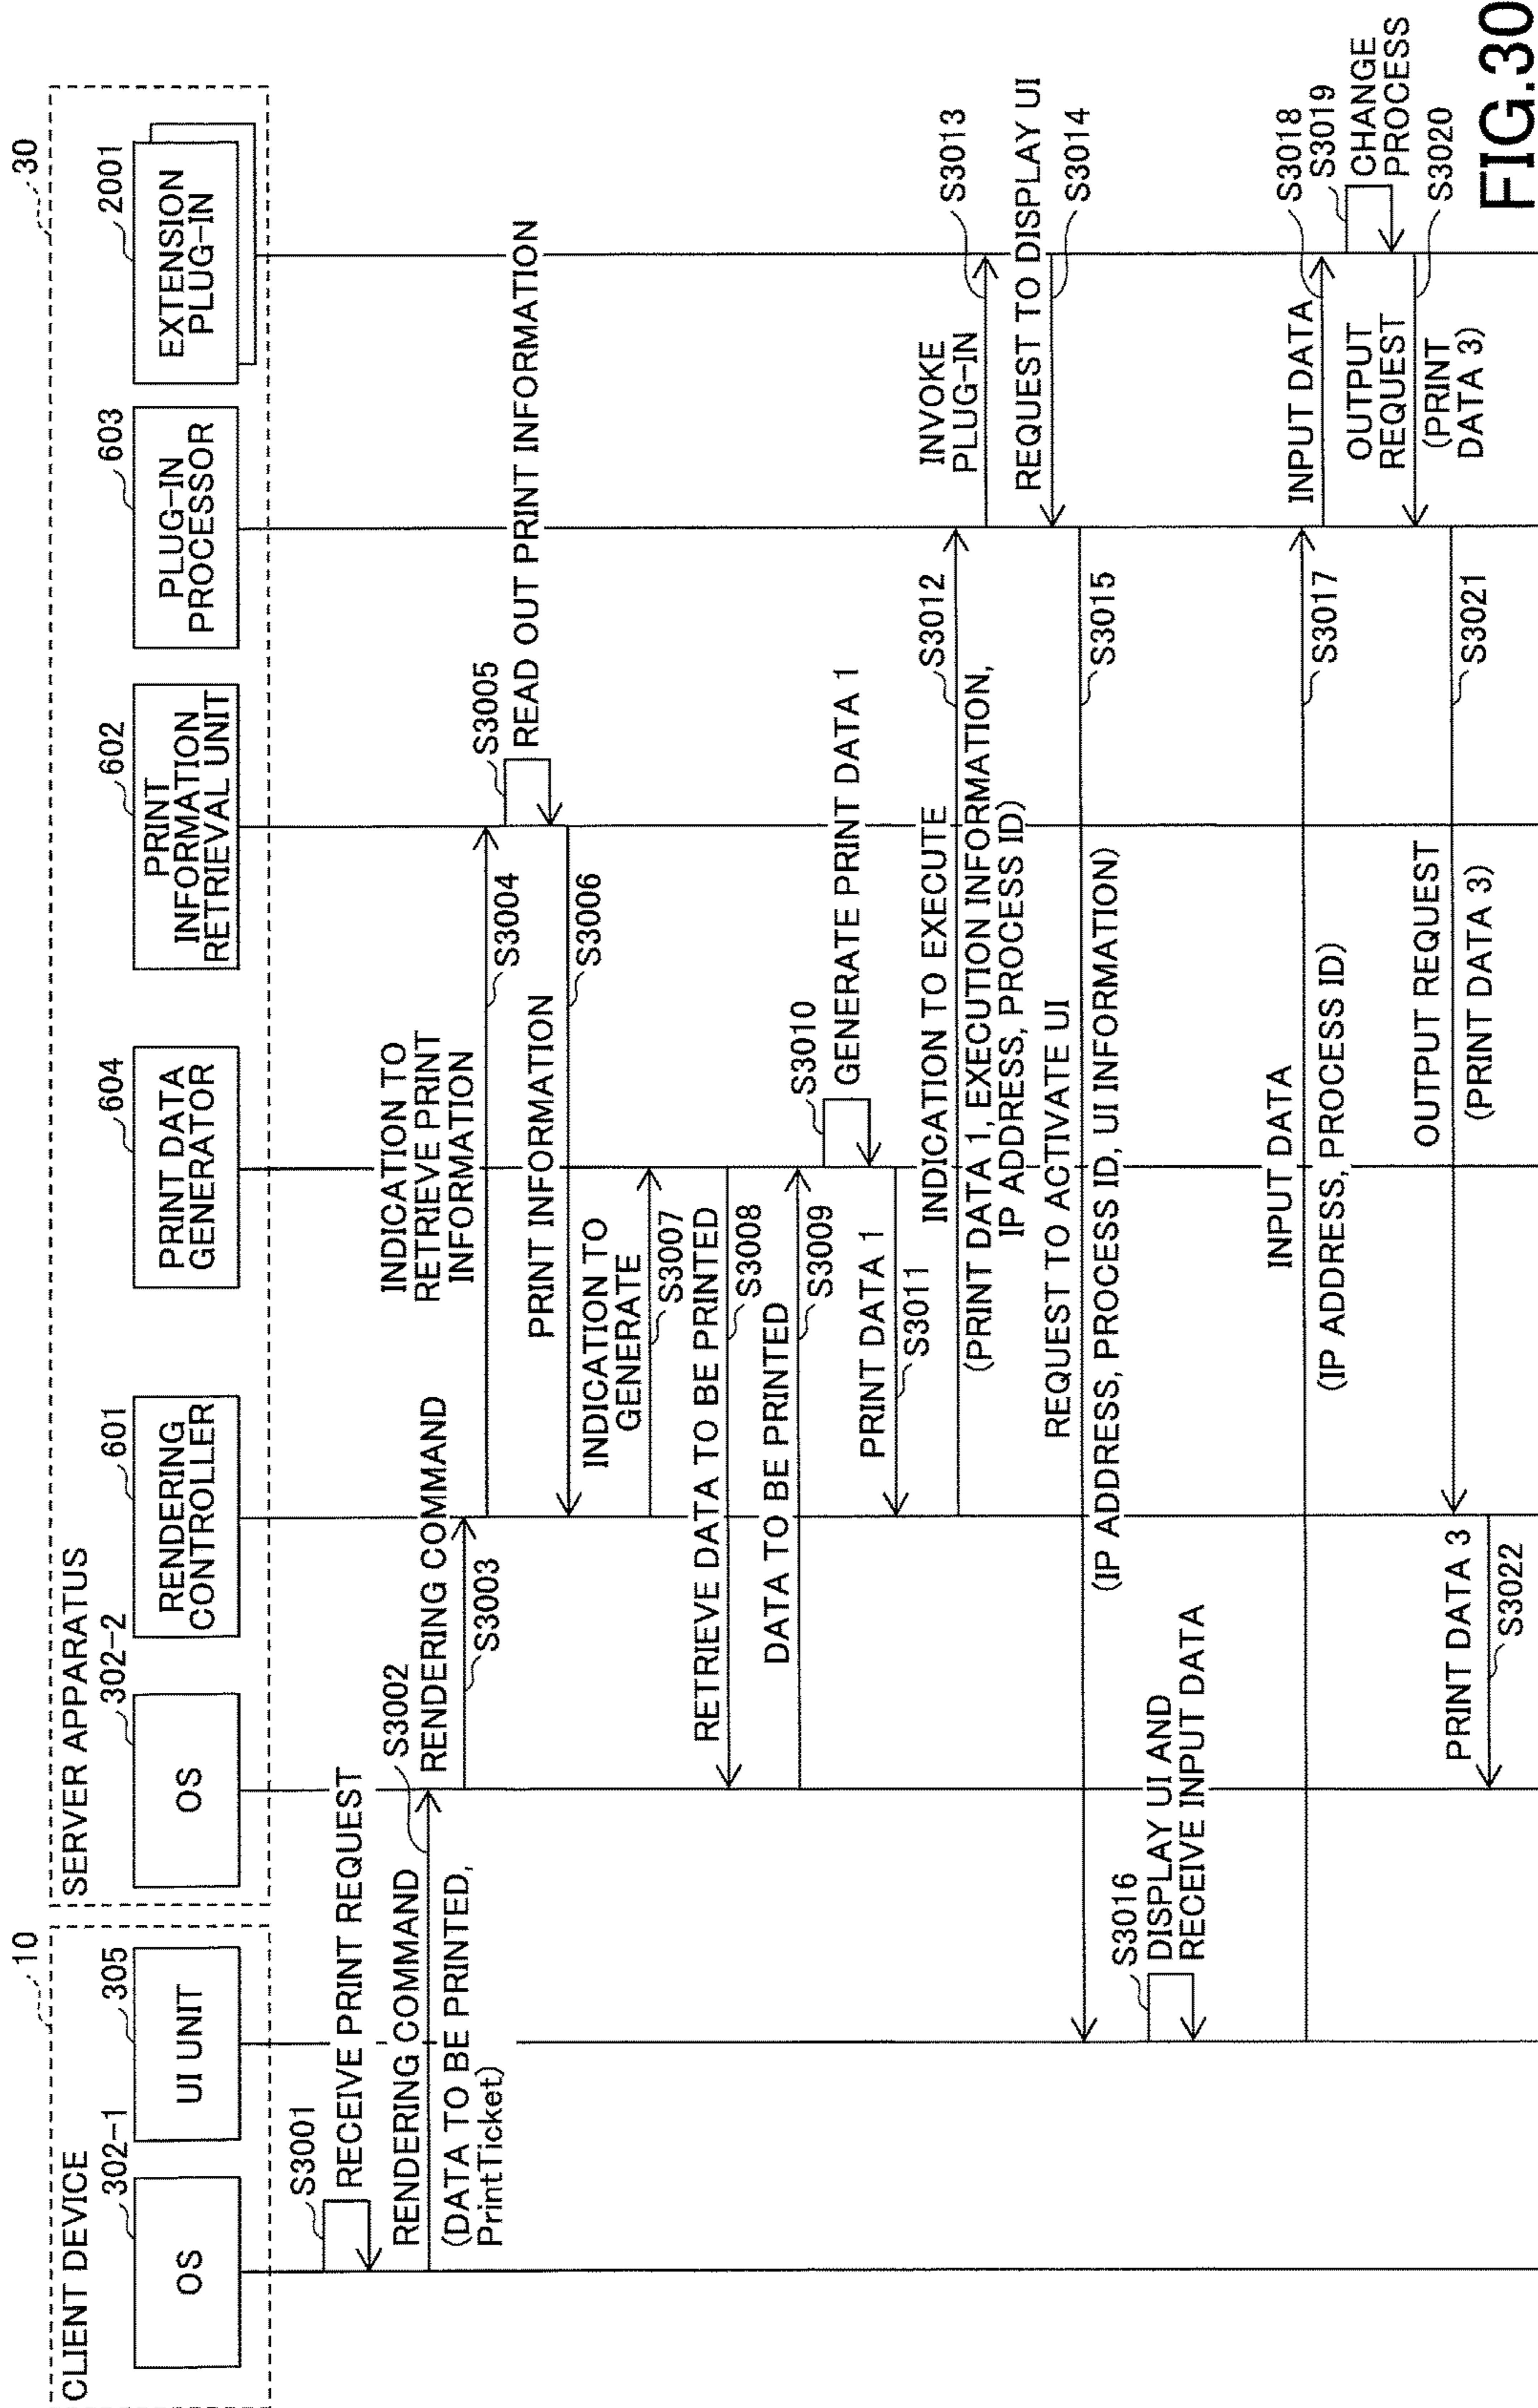 CLIENT DEVICE
10
302-1
OS
305
UI UNIT
SERVER APPARATUS
30
302-2
OS
601
RENDERING
CONTROLLER
604
PRINT DATA
GENERATOR
602
PRINT
INFORMATION
RETRIEVAL UNIT
603
PLUG-IN
PROCESSOR
2001
EXTENSION
PLUG-IN
S3001
RECEIVE PRINT REQUEST
RENDERING COMMAND
S3002
(DATA TO BE PRINTED,
PrintTicket)
RENDERING COMMAND
S3003
INDICATION TO
RETRIEVE PRINT
INFORMATION
S3004
S3005
READ OUT PRINT INFORMATION
PRINT INFORMATION
S3006
INDICATION TO
GENERATE
S3007
RETRIEVE DATA TO BE PRINTED
S3008
DATA TO BE PRINTED
S3009
S3010
GENERATE PRINT DATA 1
PRINT DATA 1
S3011
INDICATION TO EXECUTE
S3012
(PRINT DATA 1, EXECUTION INFORMATION,
IP ADDRESS, PROCESS ID)
INVOKE
PLUG-IN
S3013
REQUEST TO DISPLAY UI
S3014
REQUEST TO ACTIVATE UI
S3015
(IP ADDRESS, PROCESS ID, UI INFORMATION)
S3016
DISPLAY UI AND
RECEIVE INPUT DATA
INPUT DATA
S3017
(IP ADDRESS, PROCESS ID)
INPUT DATA
S3018
S3019
CHANGE
PROCESS
OUTPUT
REQUEST
S3020
(PRINT
DATA 3)
OUTPUT REQUEST
S3021
(PRINT DATA 3)
PRINT DATA 3
S3022
FIG.30